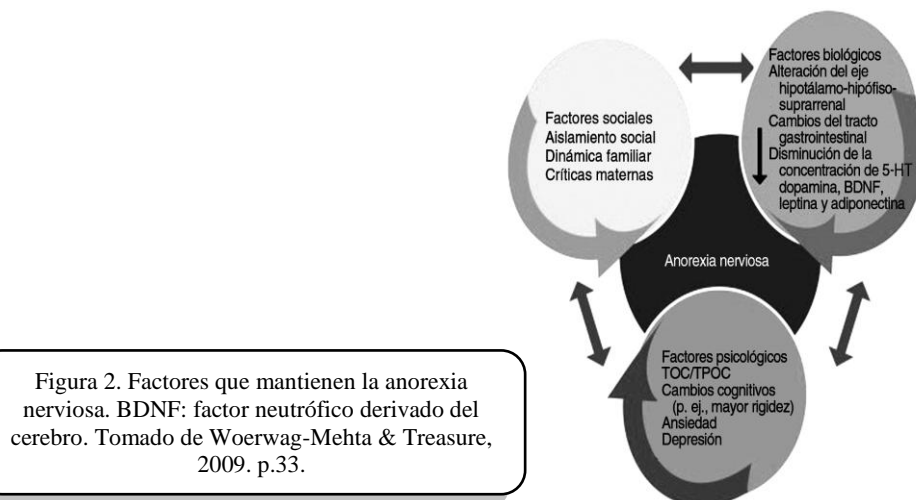 Factores sociales
Aislamiento social
Dinámica familiar
Críticas maternas
Factores biológicos
Alteración del eje
hipotálamo-hipófiso-
suprarrenal
Cambios del tracto
gastrointestinal
Disminución de la
concentración de 5-HT
dopamina, BDNF,
leptina y adiponectina
Anorexia nerviosa
Factores psicológicos
TOC/TPOC
Cambios cognitivos
(p. ej., mayor rigidez)
Ansiedad
Depresión
Figura 2. Factores que mantienen la anorexia
nerviosa. BDNF: factor neutrófico derivado del
cerebro. Tomado de Woerwag-Mehta & Treasure,
2009. p.33.